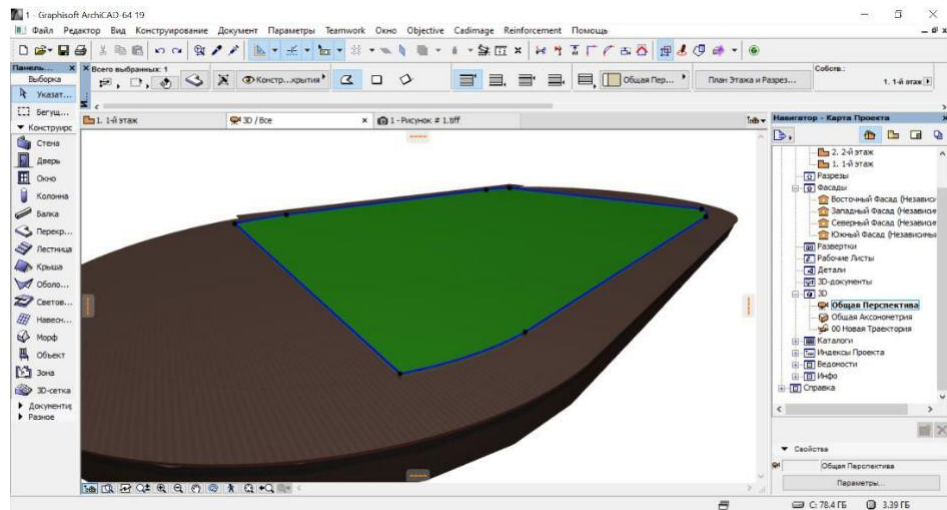 1 - Graphisoft ArchiCAD-64 19
Файл Редактор Вид Конструирование Документ Параметры Teamwork Окно Objective Cadimage Reinforcement Помощь
Панель...
Выборка
Указат...
Бегущ...
Конструирс
Стена
Дверь
Окно
Колонна
Балка
Перекр...
Лестница
Крыша
Оболо...
Светов...
Навесн...
Морф
Объект
Зона
3D-сетка
Документир
Разное
Всего выбранных: 1
Констр...крытия
Общая Пер...
План Этажа и Разрез...
Собств.:
1. 1-й этаж
1. 1-й этаж
3D / Все
1 - Рисунок # 1.tiff
Навигатор - Карта Проекта
2. 2-й этаж
1. 1-й этаж
Разрезы
Фасады
Восточный Фасад (Независи
Западный Фасад (Независи
Северный Фасад (Независи
Южный Фасад (Независимы
Развертки
Рабочие Листы
Детали
3D-документы
3D
Общая Перспектива
Общая Аксонометрия
00 Новая Траектория
Каталоги
Индексы Проекта
Ведомости
Инфо
Справка
Свойства
Общая Перспектива
Параметры...
C: 78.4 ГБ
3.39 ГБ